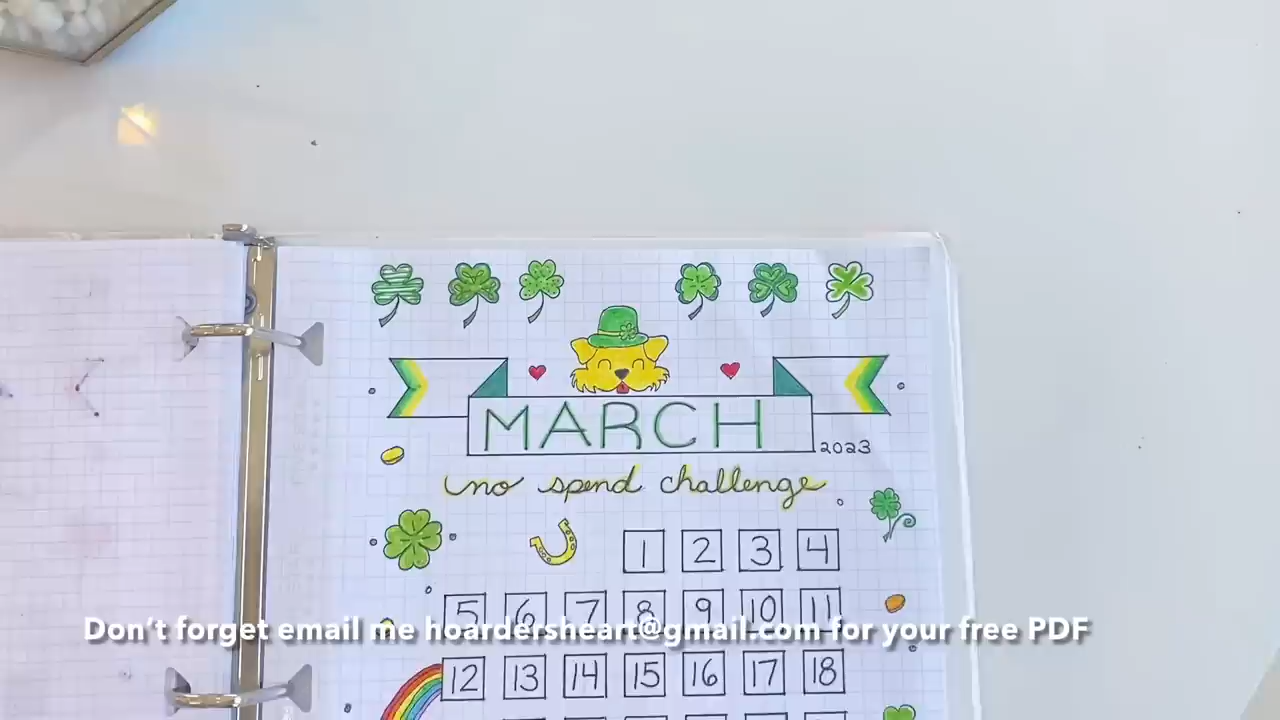 MARCH
2023
no spend challenge
1 2 3 4
5 6 7 8 9 10 11
Don't forget email me hoardersheart@gmail.com for your free PDF
12 13 14 15 16 17 18